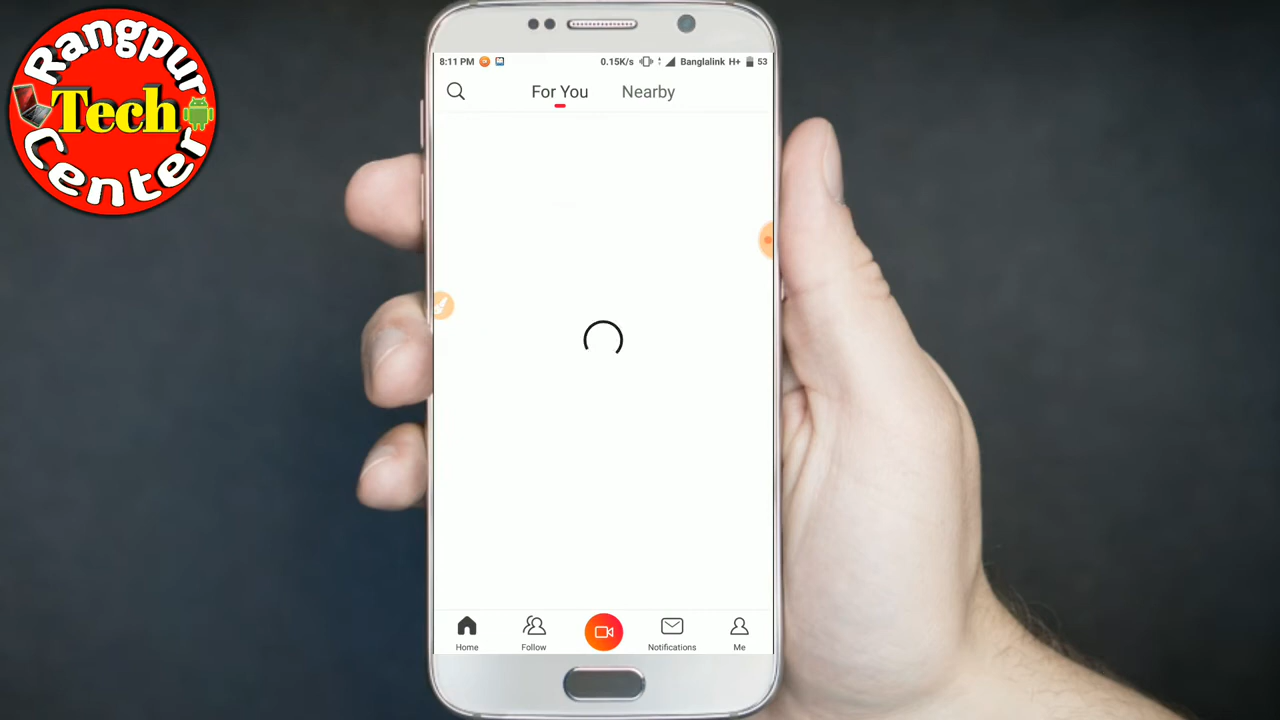 Rangpur
Tech
Center
8:11 PM 0.15K/s Banglalink H+ 53
For You Nearby
Home Follow Notifications Me